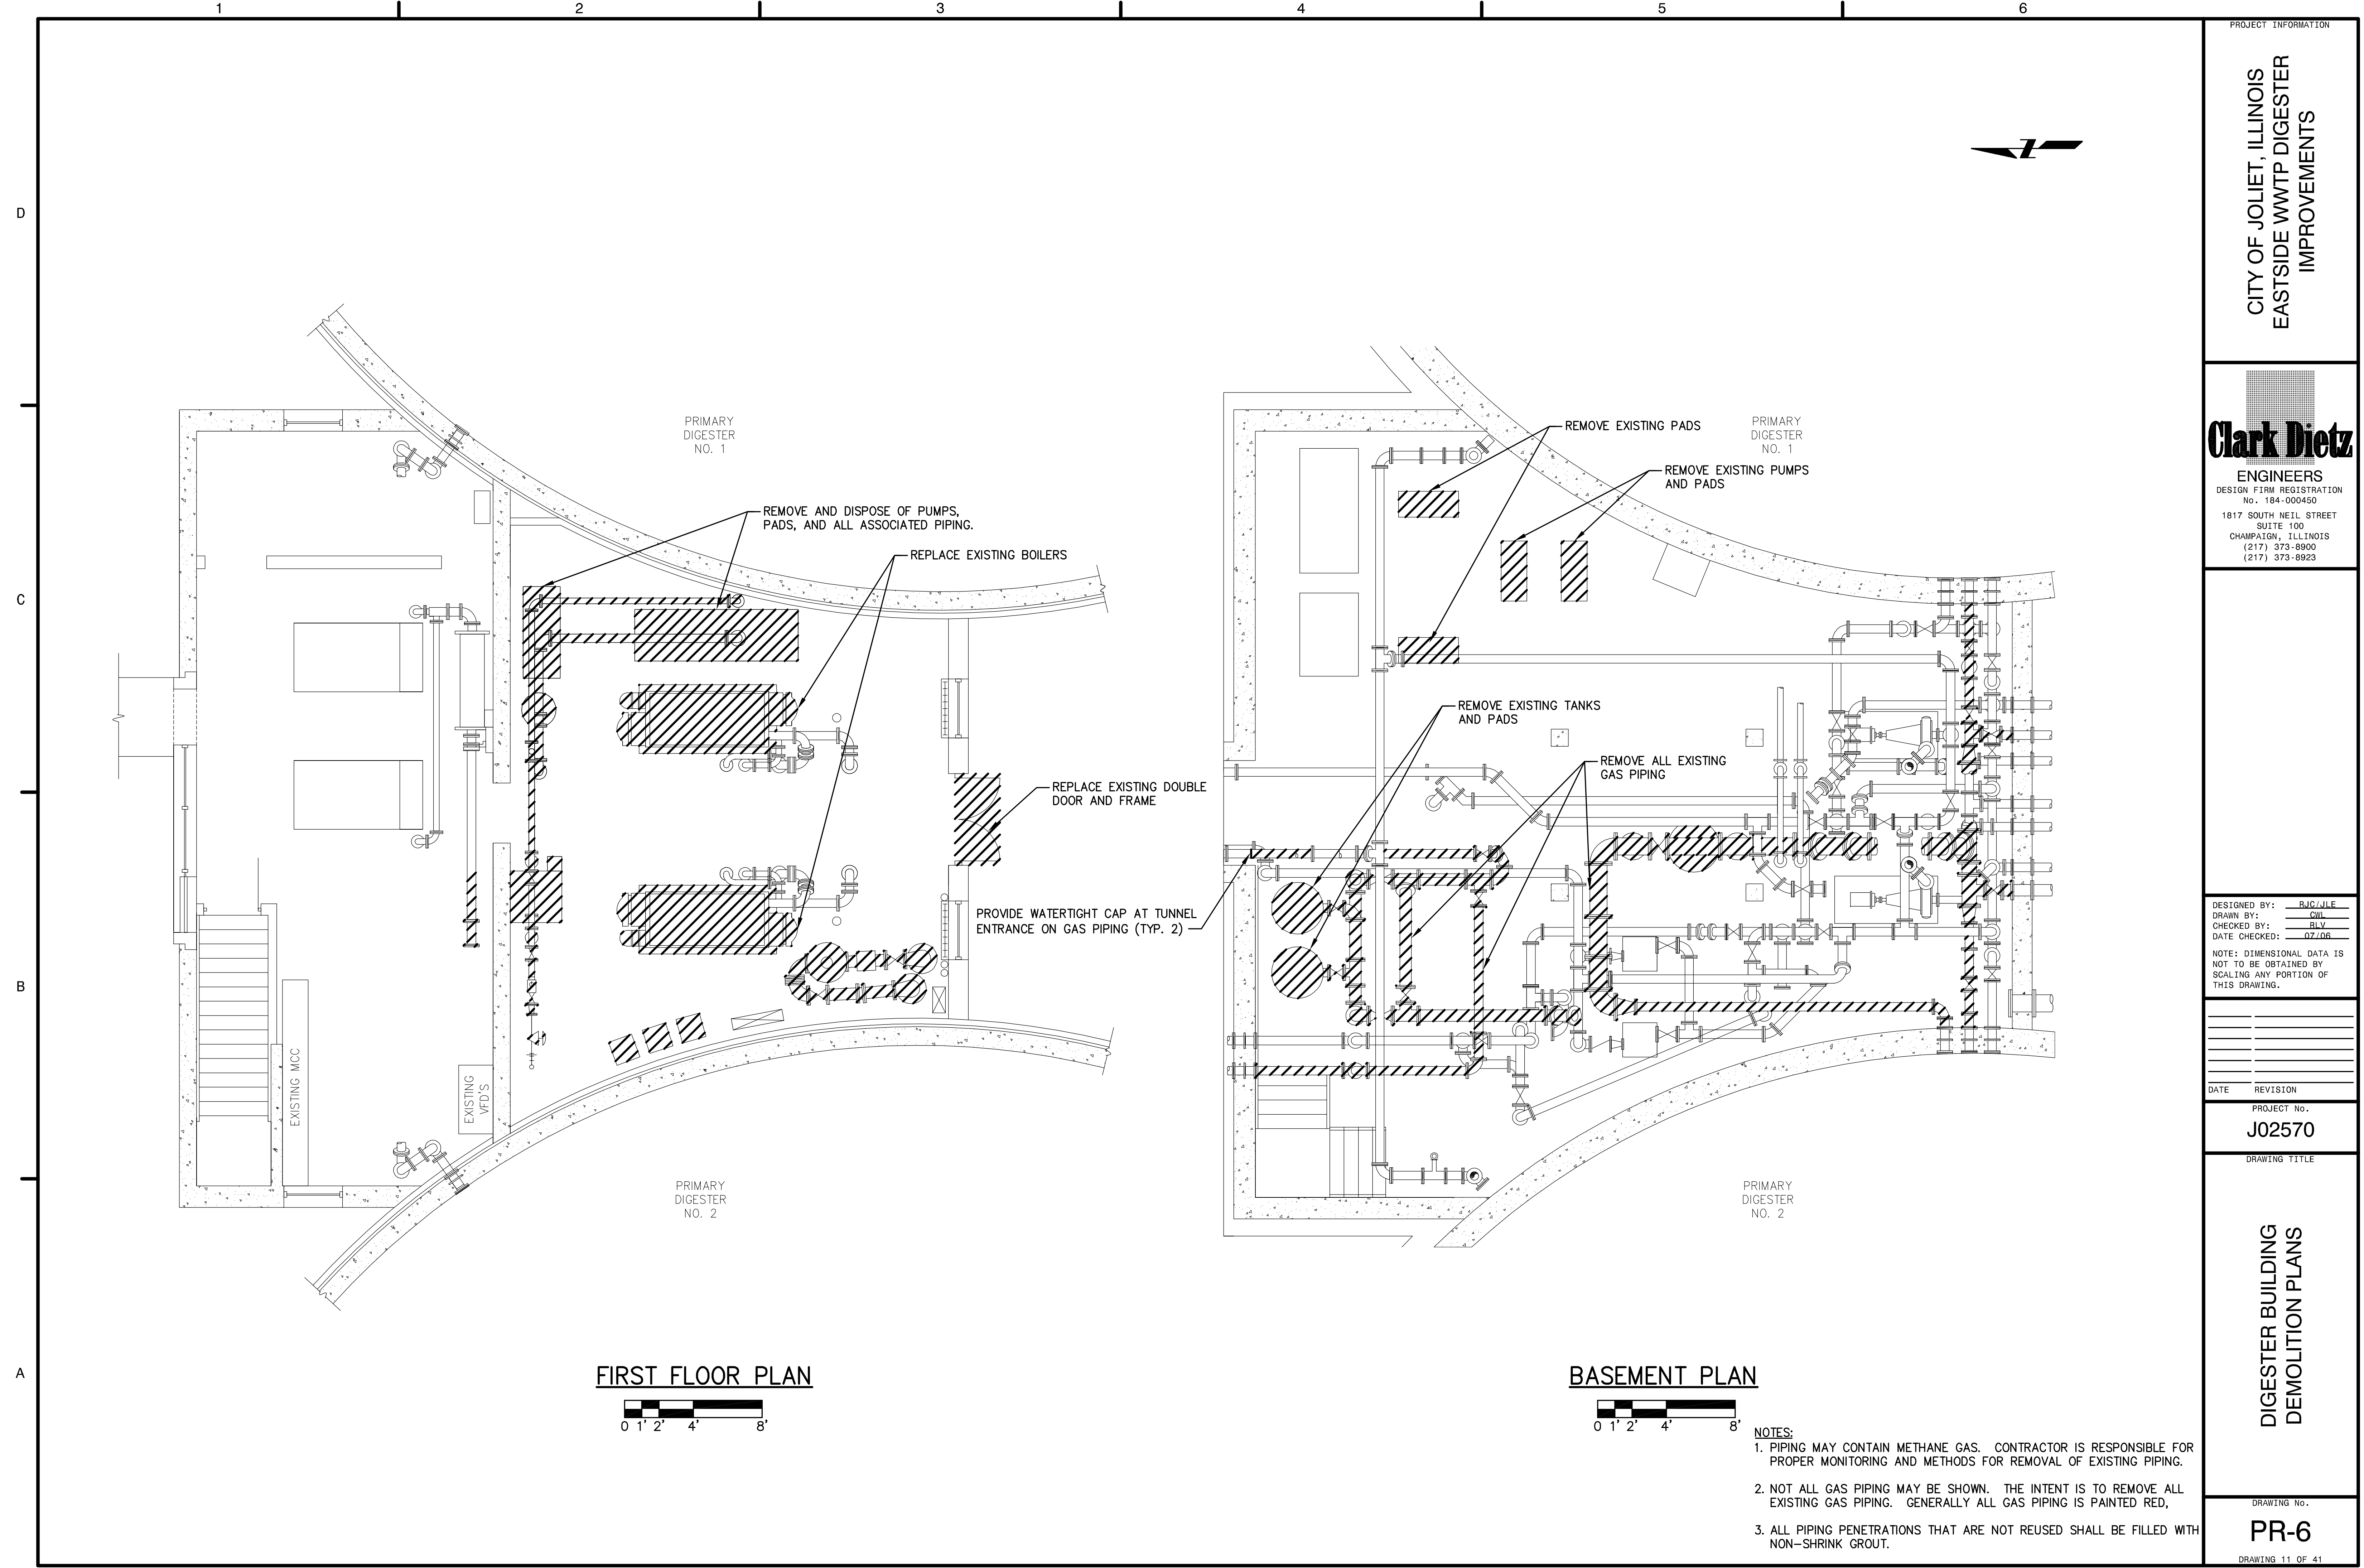 1 2 3 4 5 6
D
C
B
A
PRIMARY
DIGESTER
NO. 1
REMOVE AND DISPOSE OF PUMPS,
PADS, AND ALL ASSOCIATED PIPING.
REPLACE EXISTING BOILERS
REPLACE EXISTING DOUBLE
DOOR AND FRAME
EXISTING MCC
EXISTING
VFD'S
PRIMARY
DIGESTER
NO. 2
FIRST FLOOR PLAN
0 1' 2' 4' 8'
REMOVE EXISTING PADS
PRIMARY
DIGESTER
NO. 1
REMOVE EXISTING PUMPS
AND PADS
REMOVE EXISTING TANKS
AND PADS
REMOVE ALL EXISTING
GAS PIPING
PROVIDE WATERTIGHT CAP AT TUNNEL
ENTRANCE ON GAS PIPING (TYP. 2)
PRIMARY
DIGESTER
NO. 2
BASEMENT PLAN
0 1' 2' 4' 8'
NOTES:
1. PIPING MAY CONTAIN METHANE GAS. CONTRACTOR IS RESPONSIBLE FOR
PROPER MONITORING AND METHODS FOR REMOVAL OF EXISTING PIPING.
2. NOT ALL GAS PIPING MAY BE SHOWN. THE INTENT IS TO REMOVE ALL
EXISTING GAS PIPING. GENERALLY ALL GAS PIPING IS PAINTED RED,
3. ALL PIPING PENETRATIONS THAT ARE NOT REUSED SHALL BE FILLED WITH
NON-SHRINK GROUT.
Z
PROJECT INFORMATION
CITY OF JOLIET, ILLINOIS
EASTSIDE WWTP DIGESTER
IMPROVEMENTS
Clark Dietz
ENGINEERS
DESIGN FIRM REGISTRATION
No. 184-000450
1817 SOUTH NEIL STREET
SUITE 100
CHAMPAIGN, ILLINOIS
(217) 373-8900
(217) 373-8923
DESIGNED BY: RJC/JLE
DRAWN BY: CWL
CHECKED BY: RLV
DATE CHECKED: 07/06
NOTE: DIMENSIONAL DATA IS
NOT TO BE OBTAINED BY
SCALING ANY PORTION OF
THIS DRAWING.
DATE REVISION
PROJECT No.
J02570
DRAWING TITLE
DIGESTER BUILDING
DEMOLITION PLANS
DRAWING No.
PR-6
DRAWING 11 OF 41